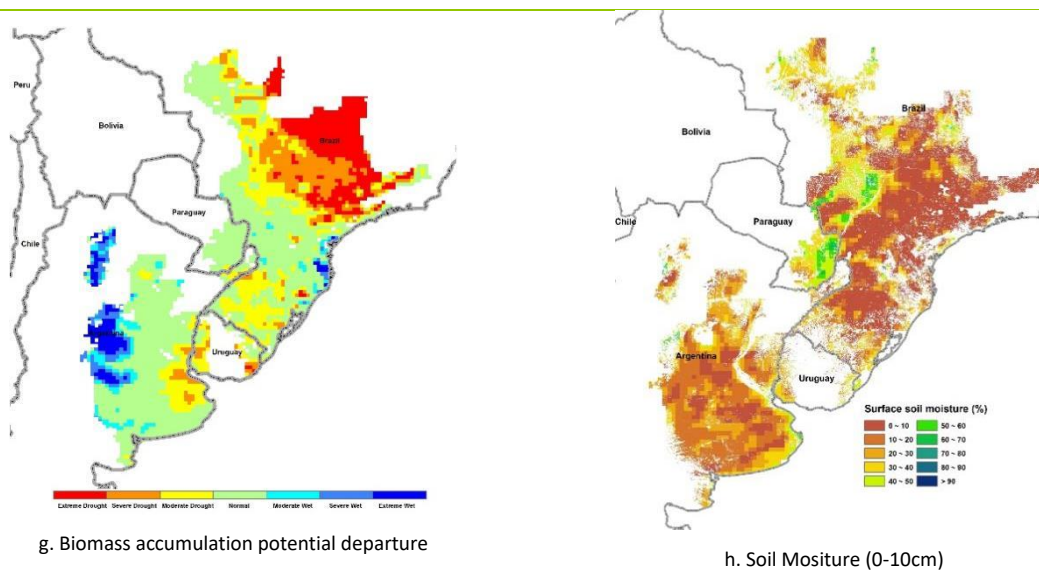 Peru
Bolivia
Brazil
Paraguay
Chile
Uruguay
Extreme Drought Severe Drought Moderate Drought Normal Moderate Wet Severe Wet Extreme Wet
g. Biomass accumulation potential departure
Brazil
Bolivia
Paraguay
Chile
Argentina
Uruguay
Surface soil moisture (%)
0 ~ 10 50 ~ 60
10 ~ 20 60 ~ 70
20 ~ 30 70 ~ 80
30 ~ 40 80 ~ 90
40 ~ 50 > 90
h. Soil Mositure (0-10cm)